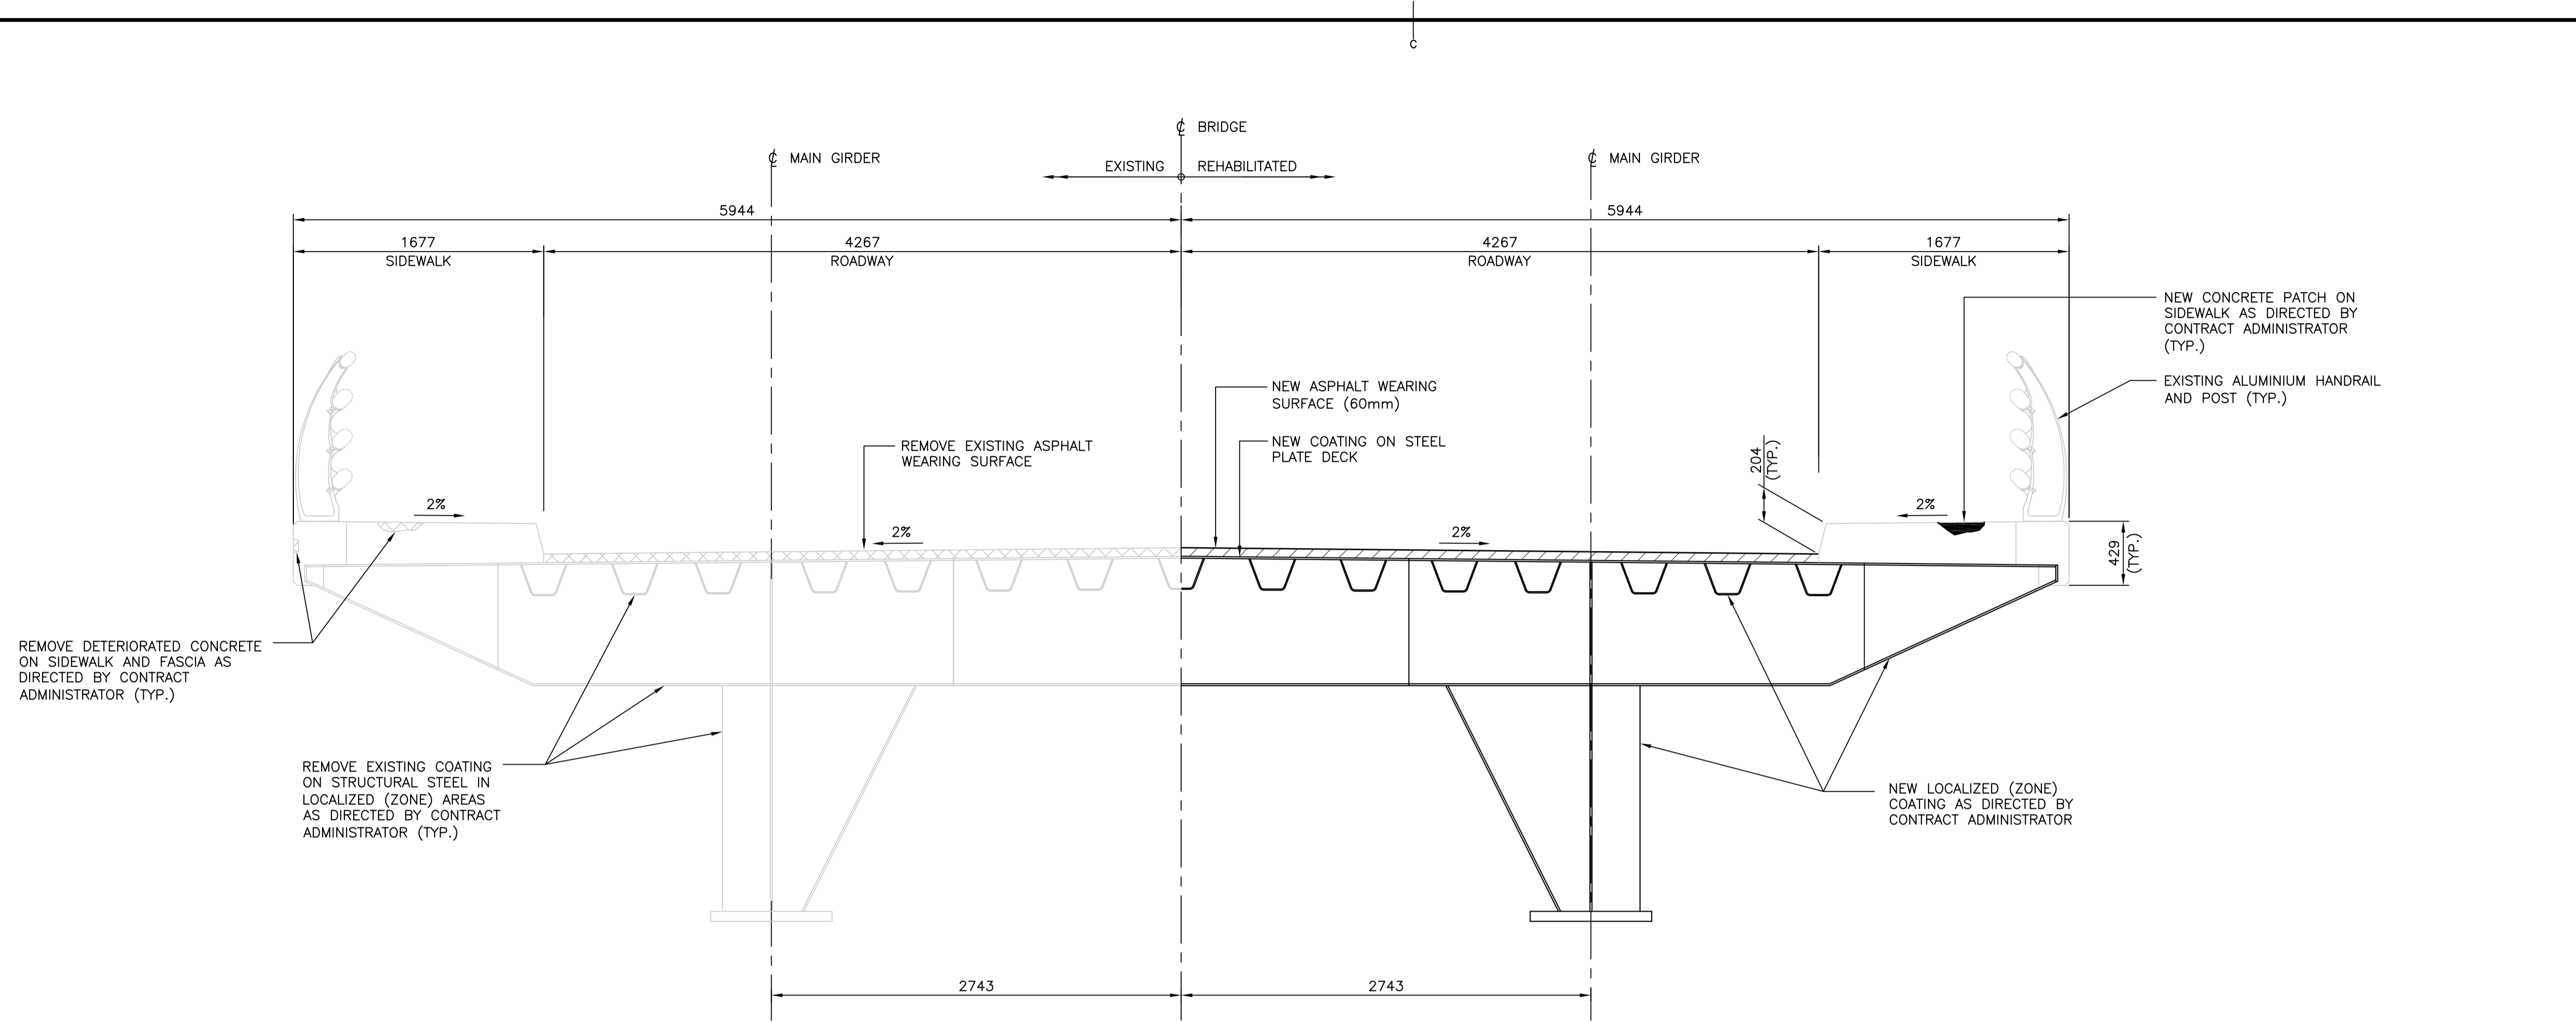 C
℄ BRIDGE
℄ MAIN GIRDER
℄ MAIN GIRDER
EXISTING
REHABILITATED
5944
5944
1677
SIDEWALK
4267
ROADWAY
4267
ROADWAY
1677
SIDEWALK
NEW CONCRETE PATCH ON
SIDEWALK AS DIRECTED BY
CONTRACT ADMINISTRATOR
(TYP.)
EXISTING ALUMINIUM HANDRAIL
AND POST (TYP.)
NEW ASPHALT WEARING
SURFACE (60mm)
NEW COATING ON STEEL
PLATE DECK
REMOVE EXISTING ASPHALT
WEARING SURFACE
204
(TYP.)
2%
2%
2%
2%
429
(TYP.)
REMOVE DETERIORATED CONCRETE
ON SIDEWALK AND FASCIA AS
DIRECTED BY CONTRACT
ADMINISTRATOR (TYP.)
REMOVE EXISTING COATING
ON STRUCTURAL STEEL IN
LOCALIZED (ZONE) AREAS
AS DIRECTED BY CONTRACT
ADMINISTRATOR (TYP.)
NEW LOCALIZED (ZONE)
COATING AS DIRECTED BY
CONTRACT ADMINISTRATOR
2743
2743